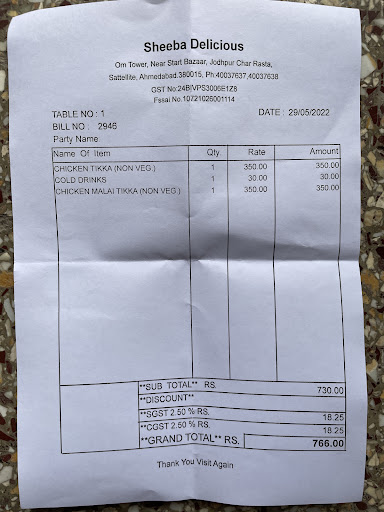 Sheeba Delicious
Om Tower, Near Start Bazaar, Jodhpur Char Rasta,
Sattellite, Ahmedabad.380015, Ph:40037637,40037638
GST No:24BIVPS3006E1Z8
Fssai No.10721026001114
TABLE NO : 1 DATE : 29/05/2022
BILL NO : 2946
Party Name
Name Of Item Qty Rate Amount
CHICKEN TIKKA (NON VEG.) 1 350.00 350.00
COLD DRINKS 1 30.00 30.00
CHICKEN MALAI TIKKA (NON VEG.) 1 350.00 350.00
**SUB TOTAL** RS. 730.00
**DISCOUNT**
**SGST 2.50 % RS. 18.25
**CGST 2.50 % RS. 18.25
**GRAND TOTAL** RS. 766.00
Thank You Visit Again